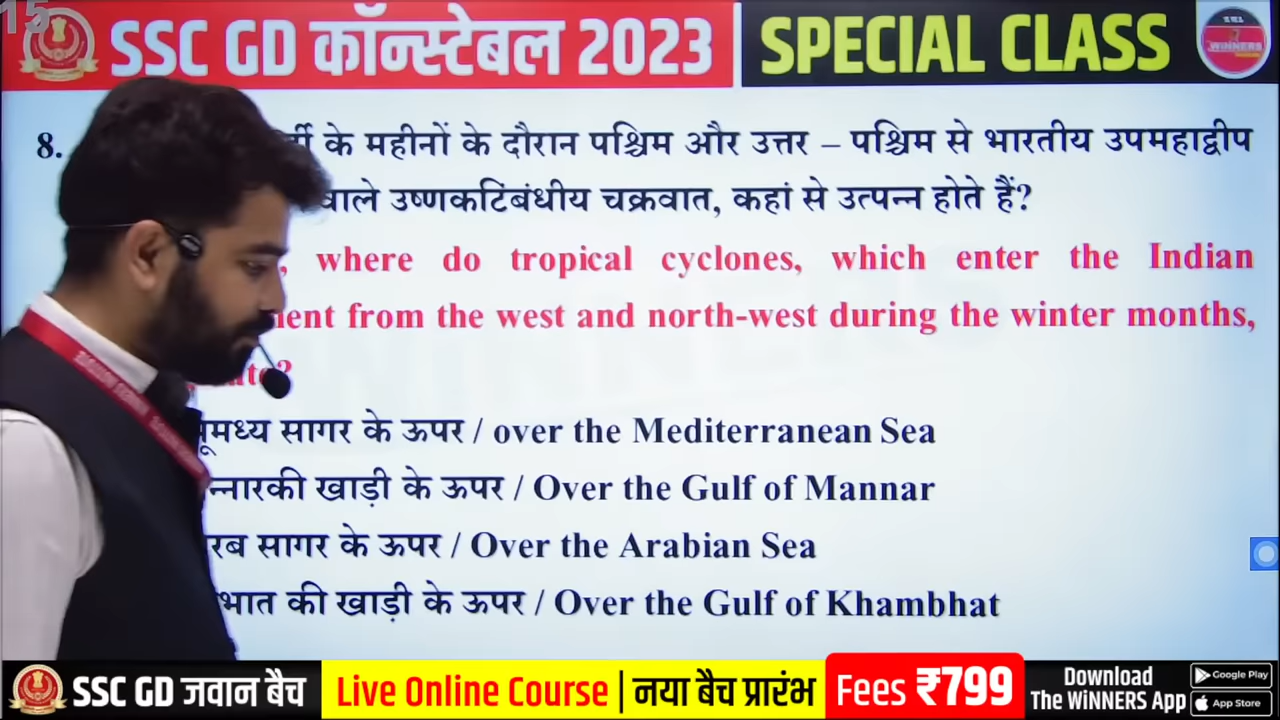 15
SSC GD कॉन्स्टेबल 2023 SPECIAL CLASS
WiNNERS
8. के महीनों के दौरान पश्चिम और उत्तर – पश्चिम से भारतीय उपमहाद्वीप
वाले उष्णकटिबंधीय चक्रवात, कहां से उत्पन्न होते हैं?
, where do tropical cyclones, which enter the Indian
from the west and north-west during the winter months,
?
सागर के ऊपर / over the Mediterranean Sea
खाड़ी के ऊपर / Over the Gulf of Mannar
सागर के ऊपर / Over the Arabian Sea
की खाड़ी के ऊपर / Over the Gulf of Khambhat
SSC GD जवान बैच Live Online Course | नया बैच प्रारंभ Fees ₹799 Download The WiNNERS App Google Play App Store